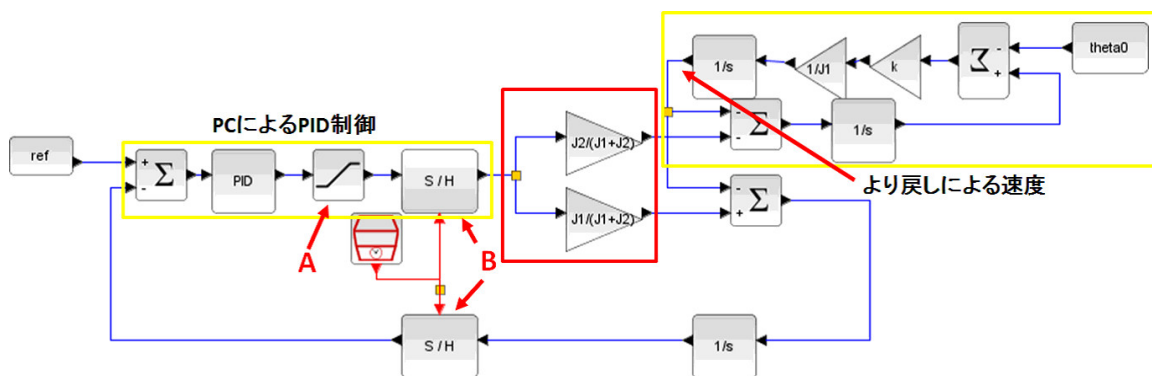 theta0
1/s
1/J1
k
Σ
-
+
PCによるPID制御
J2/(J1+J2)
-
-
Σ
1/s
ref
+
-
Σ
PID
S / H
より戻しによる速度
J1/(J1+J2)
-
+
Σ
A
B
S / H
1/s